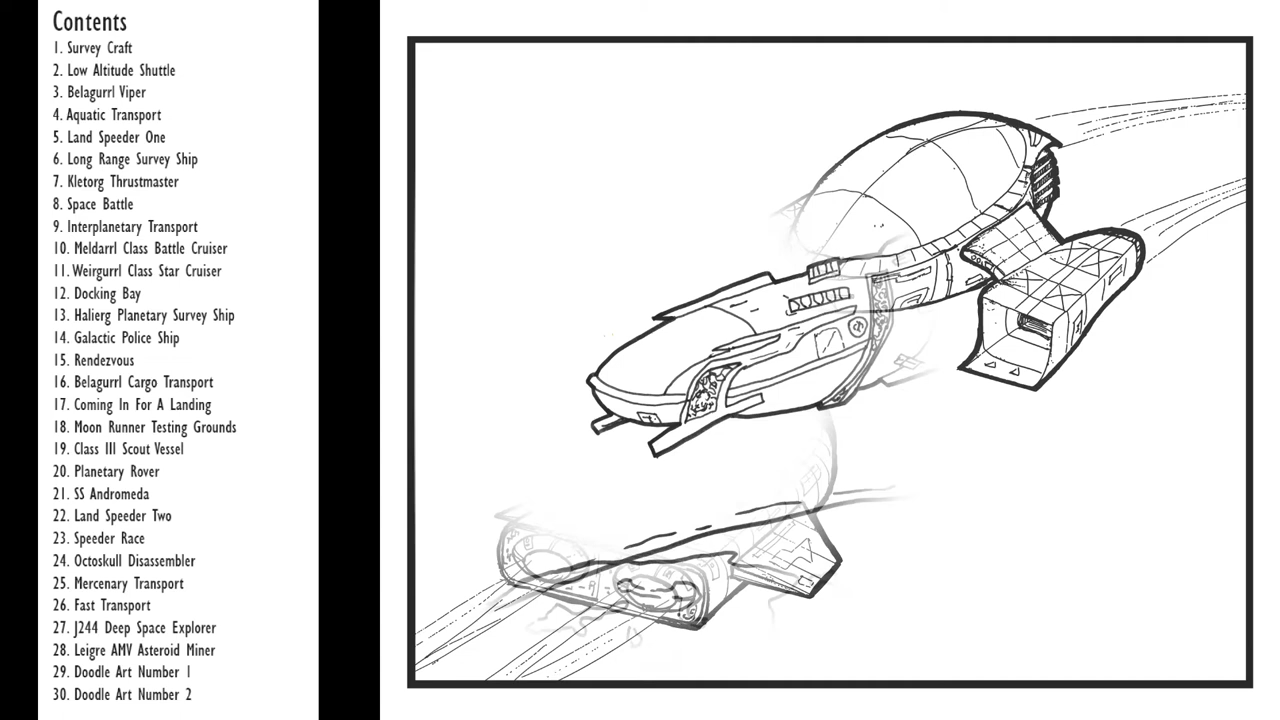 Contents
1. Survey Craft
2. Low Altitude Shuttle
3. Belagurrl Viper
4. Aquatic Transport
5. Land Speeder One
6. Long Range Survey Ship
7. Kletorg Thrustmaster
8. Space Battle
9. Interplanetary Transport
10. Meldarrl Class Battle Cruiser
11. Weirgurrl Class Star Cruiser
12. Docking Bay
13. Halierg Planetary Survey Ship
14. Galactic Police Ship
15. Rendezvous
16. Belagurrl Cargo Transport
17. Coming In For A Landing
18. Moon Runner Testing Grounds
19. Class III Scout Vessel
20. Planetary Rover
21. SS Andromeda
22. Land Speeder Two
23. Speeder Race
24. Octoskull Disassembler
25. Mercenary Transport
26. Fast Transport
27. J244 Deep Space Explorer
28. Leigre AMV Asteroid Miner
29. Doodle Art Number 1
30. Doodle Art Number 2